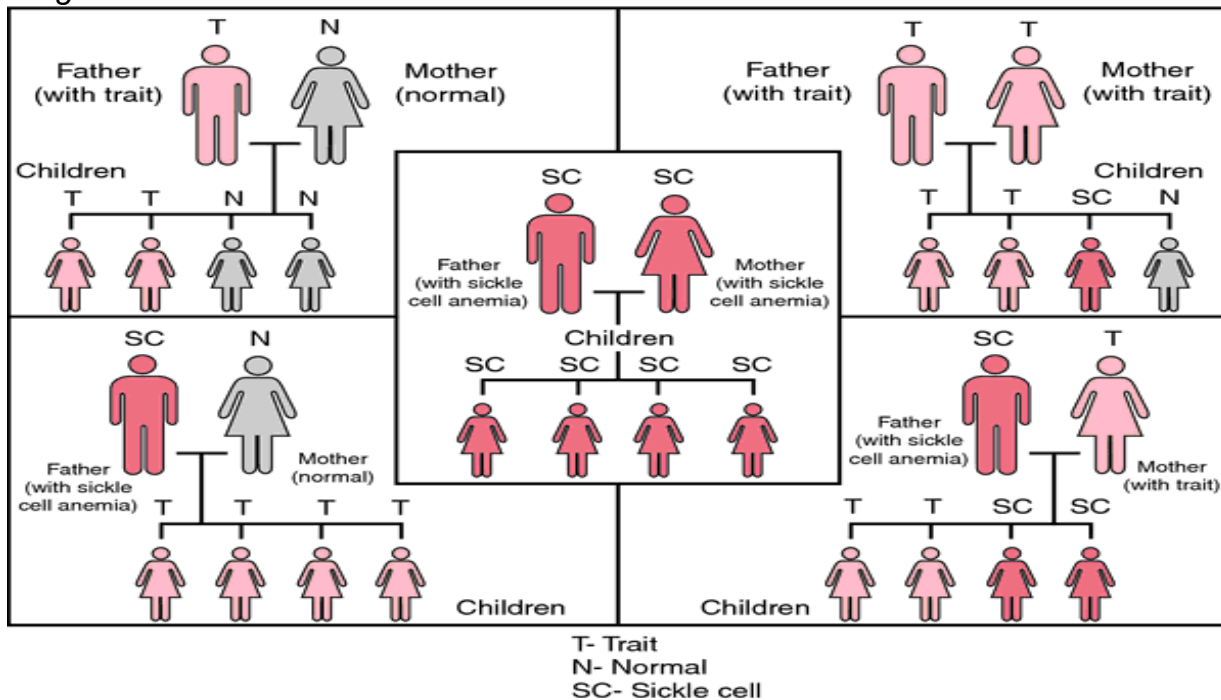 T N
Father
(with trait)
Mother
(normal)
Children
T T N N
T T
Father
(with trait)
Mother
(with trait)
Children
T T SC N
SC SC
Father
(with sickle
cell anemia)
Mother
(with sickle
cell anemia)
Children
SC SC SC SC
SC N
Father
(with sickle
cell anemia)
Mother
(normal)
T T T T
Children
SC T
Father
(with sickle
cell anemia)
Mother
(with trait)
T T SC SC
Children
T- Trait
N- Normal
SC- Sickle cell